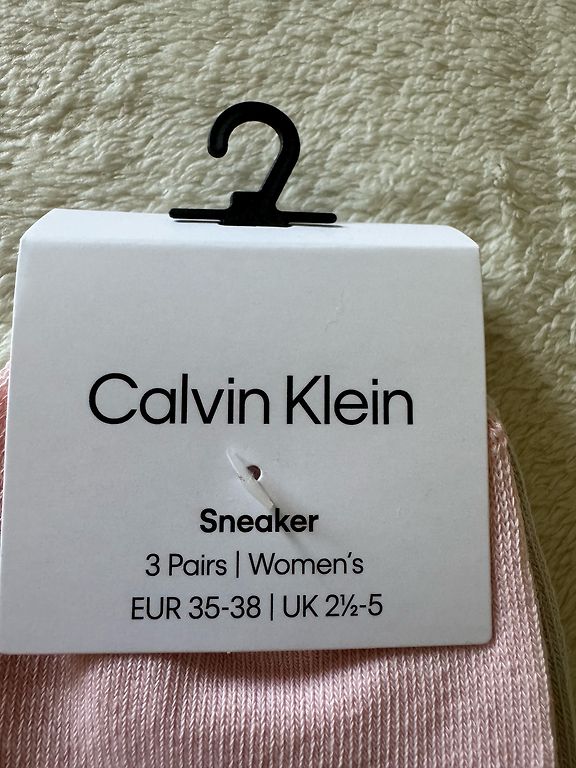 Calvin Klein
Sneaker
3 Pairs | Women's
EUR 35-38 | UK 2½-5